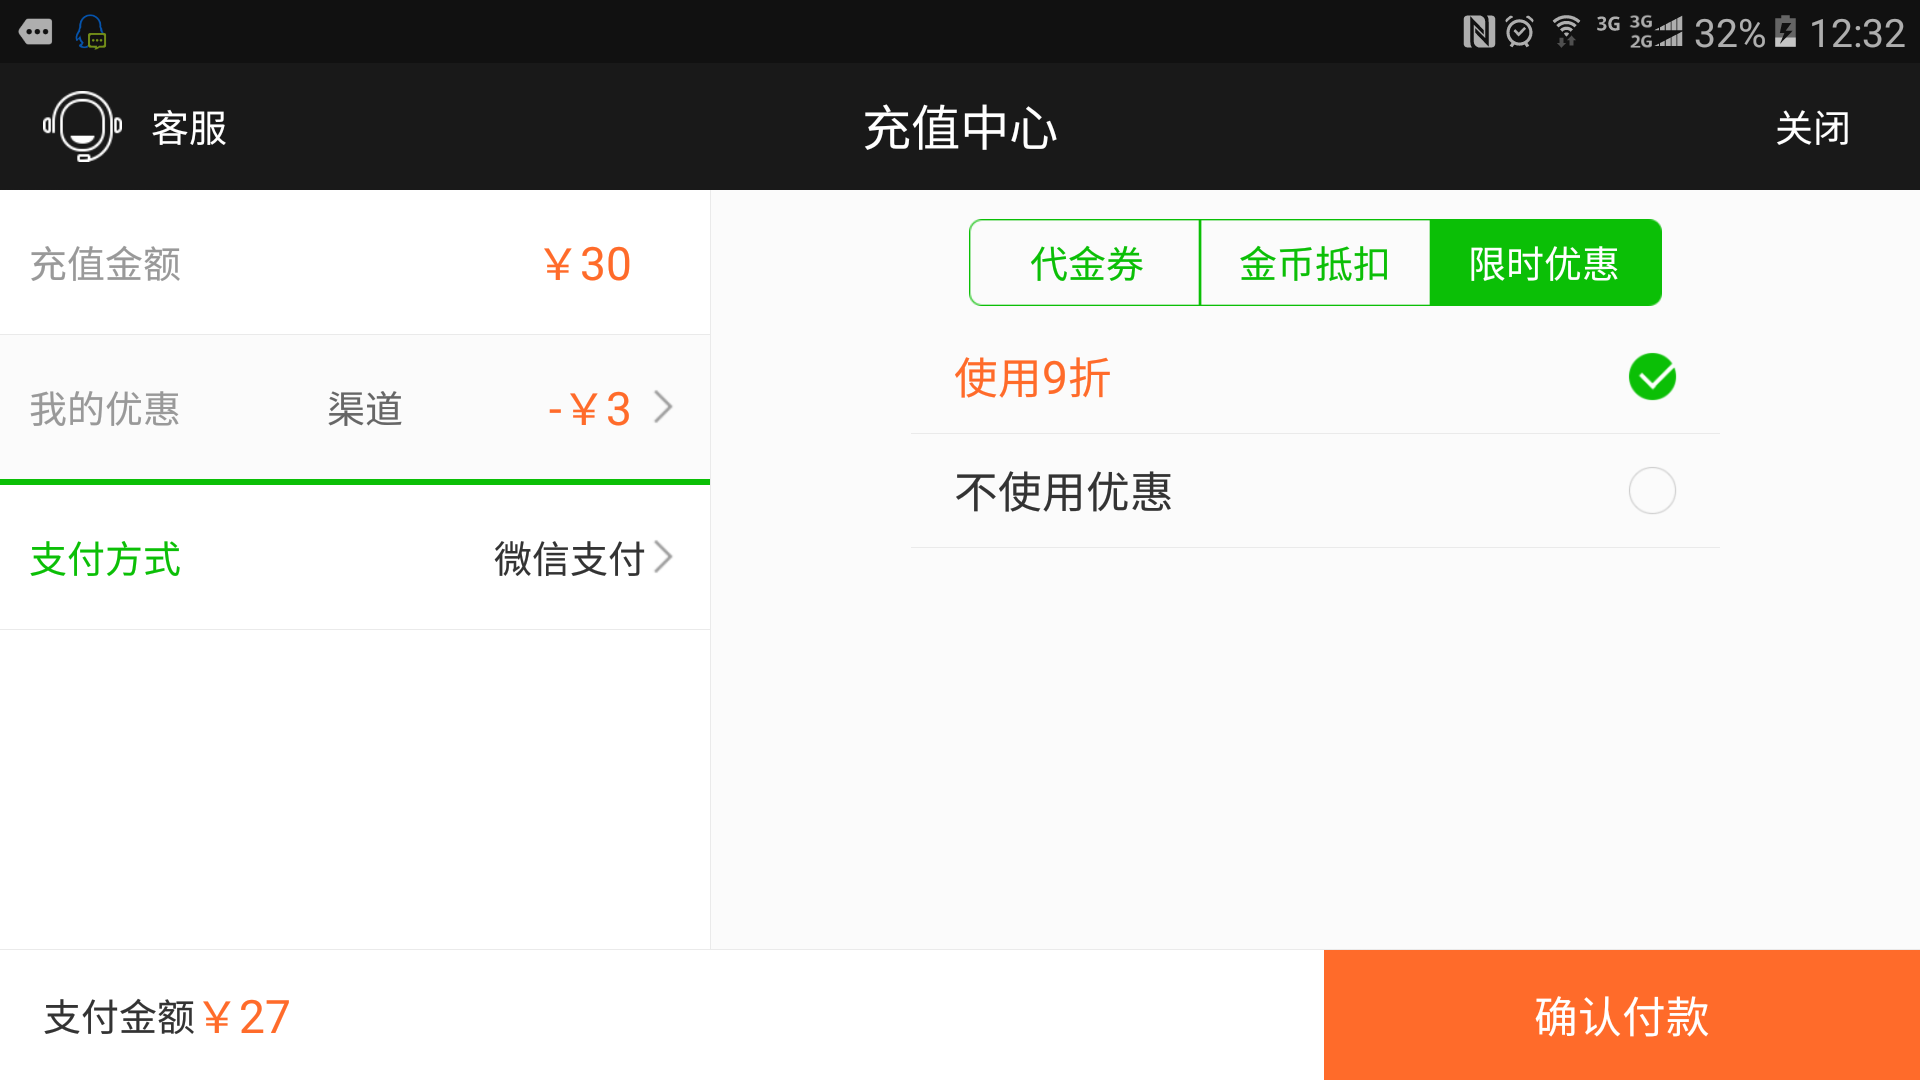 3G 3G 2G 32% 12:32
客服 充值中心 关闭
充值金额 ￥30
我的优惠 渠道 -￥3
支付方式 微信支付
代金券 金币抵扣 限时优惠
使用9折
不使用优惠
支付金额￥27 确认付款